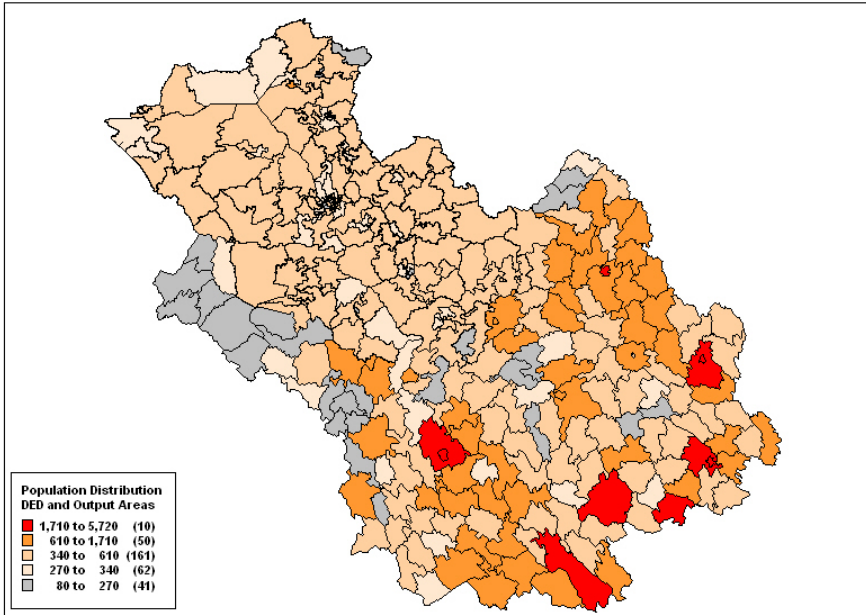 Population Distribution
DED and Output Areas
1,710 to 5,720 (10)
610 to 1,710 (50)
340 to 610 (161)
270 to 340 (62)
80 to 270 (41)